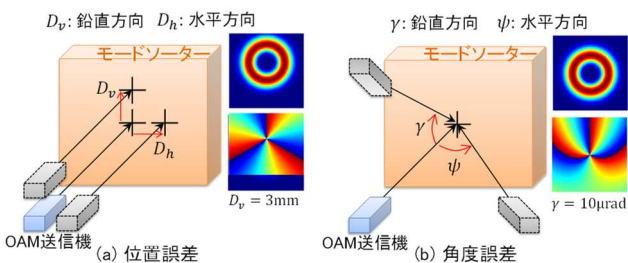 D_v: 鉛直方向 D_h: 水平方向
モードソーター
D_v
D_h
D_v = 3mm
OAM送信機
(a) 位置誤差
γ: 鉛直方向 ψ: 水平方向
モードソーター
γ
ψ
γ = 10μrad
OAM送信機
(b) 角度誤差